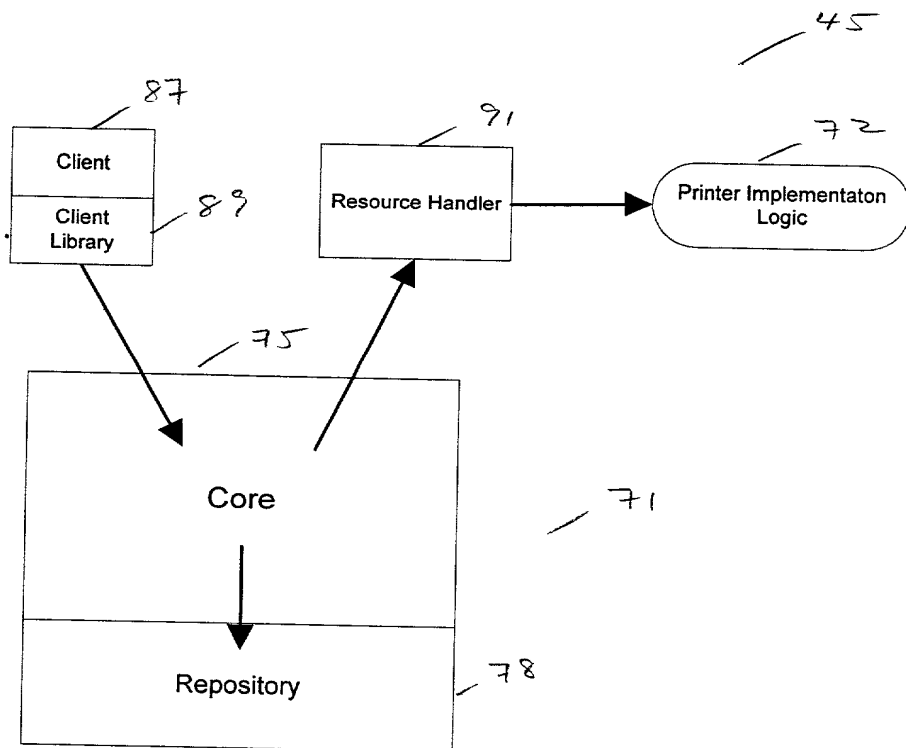 45
87
91
72
Client
Client
Library
89
Resource Handler
Printer Implementaton
Logic
75
Core
71
Repository
78